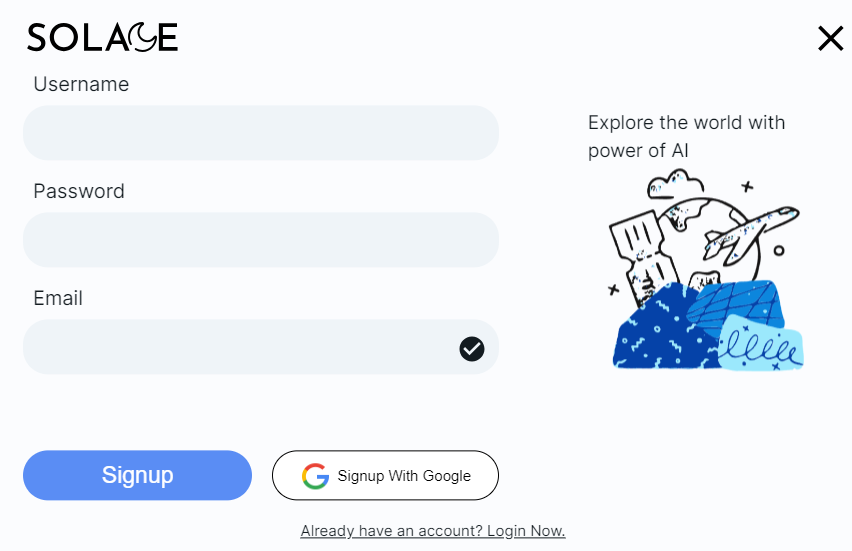 SOLACE
Username
Explore the world with
power of AI
Password
Email
Signup
Signup With Google
Already have an account? Login Now.